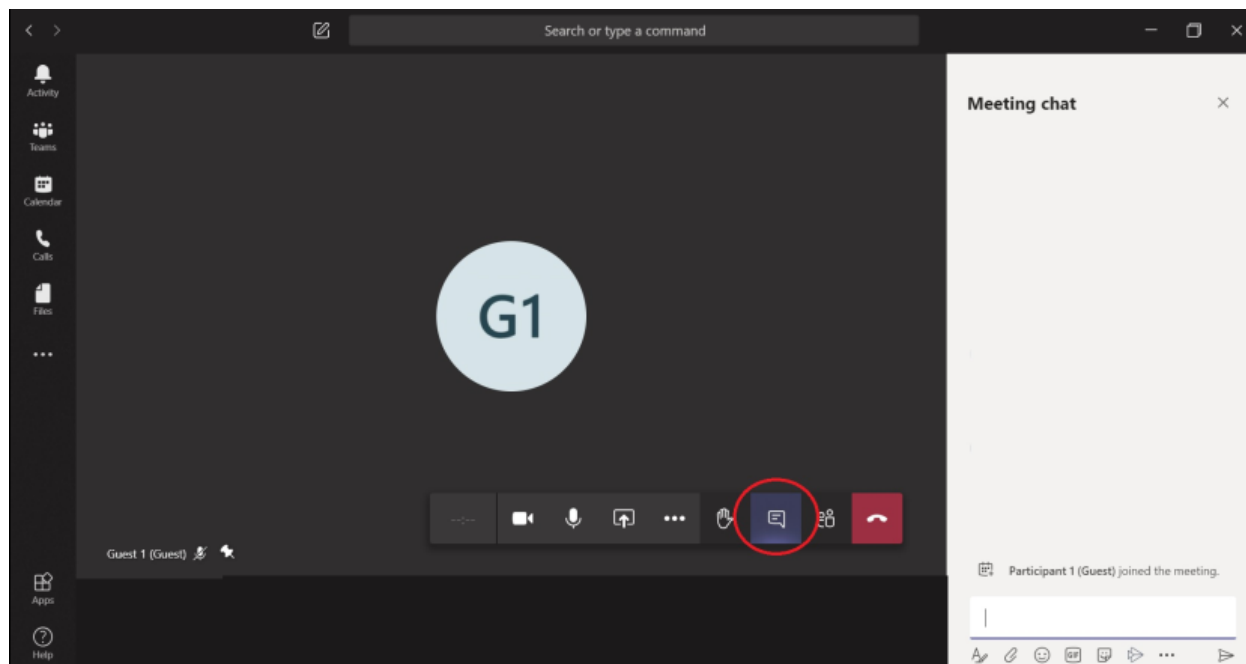 Search or type a command
Activity
Teams
Calendar
Calls
Files
Apps
Help
G1
--:--
Guest 1 (Guest)
Meeting chat
Participant 1 (Guest) joined the meeting.
GIF